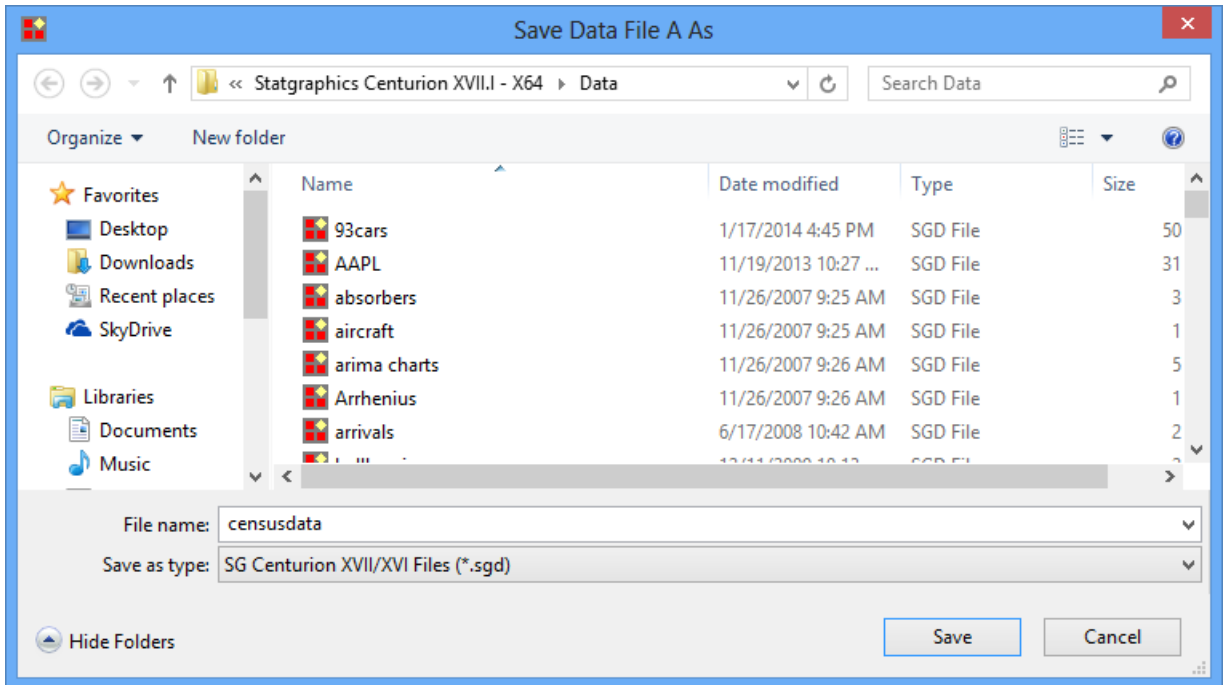 Save Data File A As
« Statgraphics Centurion XVII.I - X64 Data Search Data
Organize New folder
Favorites
Desktop
Downloads
Recent places
SkyDrive
Libraries
Documents
Music
Name Date modified Type Size
93cars 1/17/2014 4:45 PM SGD File 50
AAPL 11/19/2013 10:27 ... SGD File 31
absorbers 11/26/2007 9:25 AM SGD File 3
aircraft 11/26/2007 9:25 AM SGD File 1
arima charts 11/26/2007 9:26 AM SGD File 5
Arrhenius 11/26/2007 9:26 AM SGD File 1
arrivals 6/17/2008 10:42 AM SGD File 2
File name: censusdata
Save as type: SG Centurion XVII/XVI Files (*.sgd)
Hide Folders Save Cancel